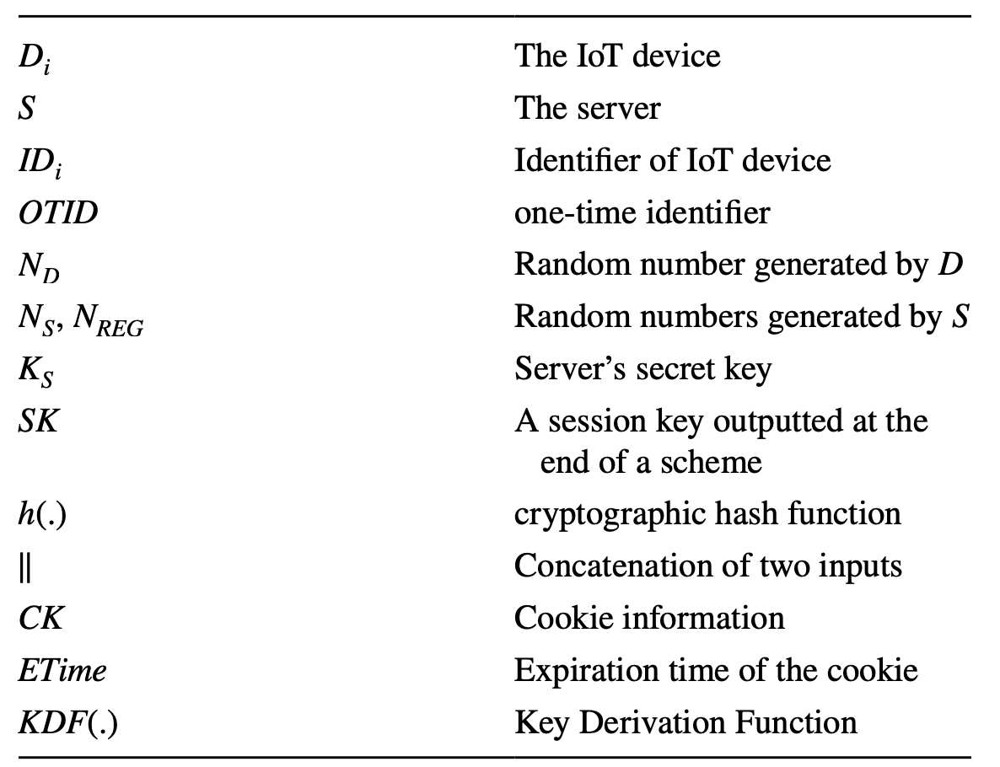 D_i The IoT device
S The server
ID_i Identifier of IoT device
OTID one-time identifier
N_D Random number generated by D
N_S, N_REG Random numbers generated by S
K_S Server’s secret key
SK A session key outputted at the
end of a scheme
h(.) cryptographic hash function
|| Concatenation of two inputs
CK Cookie information
ETime Expiration time of the cookie
KDF(.) Key Derivation Function